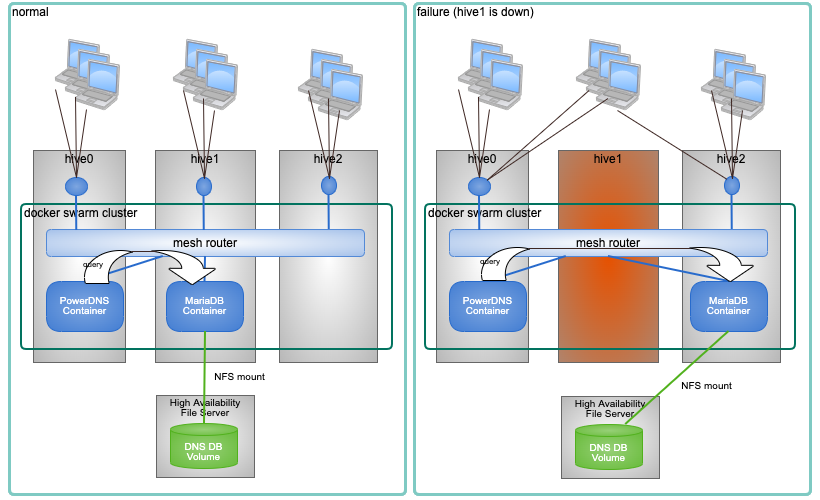 normal
hive0
hive1
hive2
docker swarm cluster
mesh router
query
PowerDNS
Container
MariaDB
Container
NFS mount
High Availability
File Server
DNS DB
Volume
failure (hive1 is down)
hive0
hive1
hive2
docker swarm cluster
mesh router
query
PowerDNS
Container
MariaDB
Container
NFS mount
High Availability
File Server
DNS DB
Volume